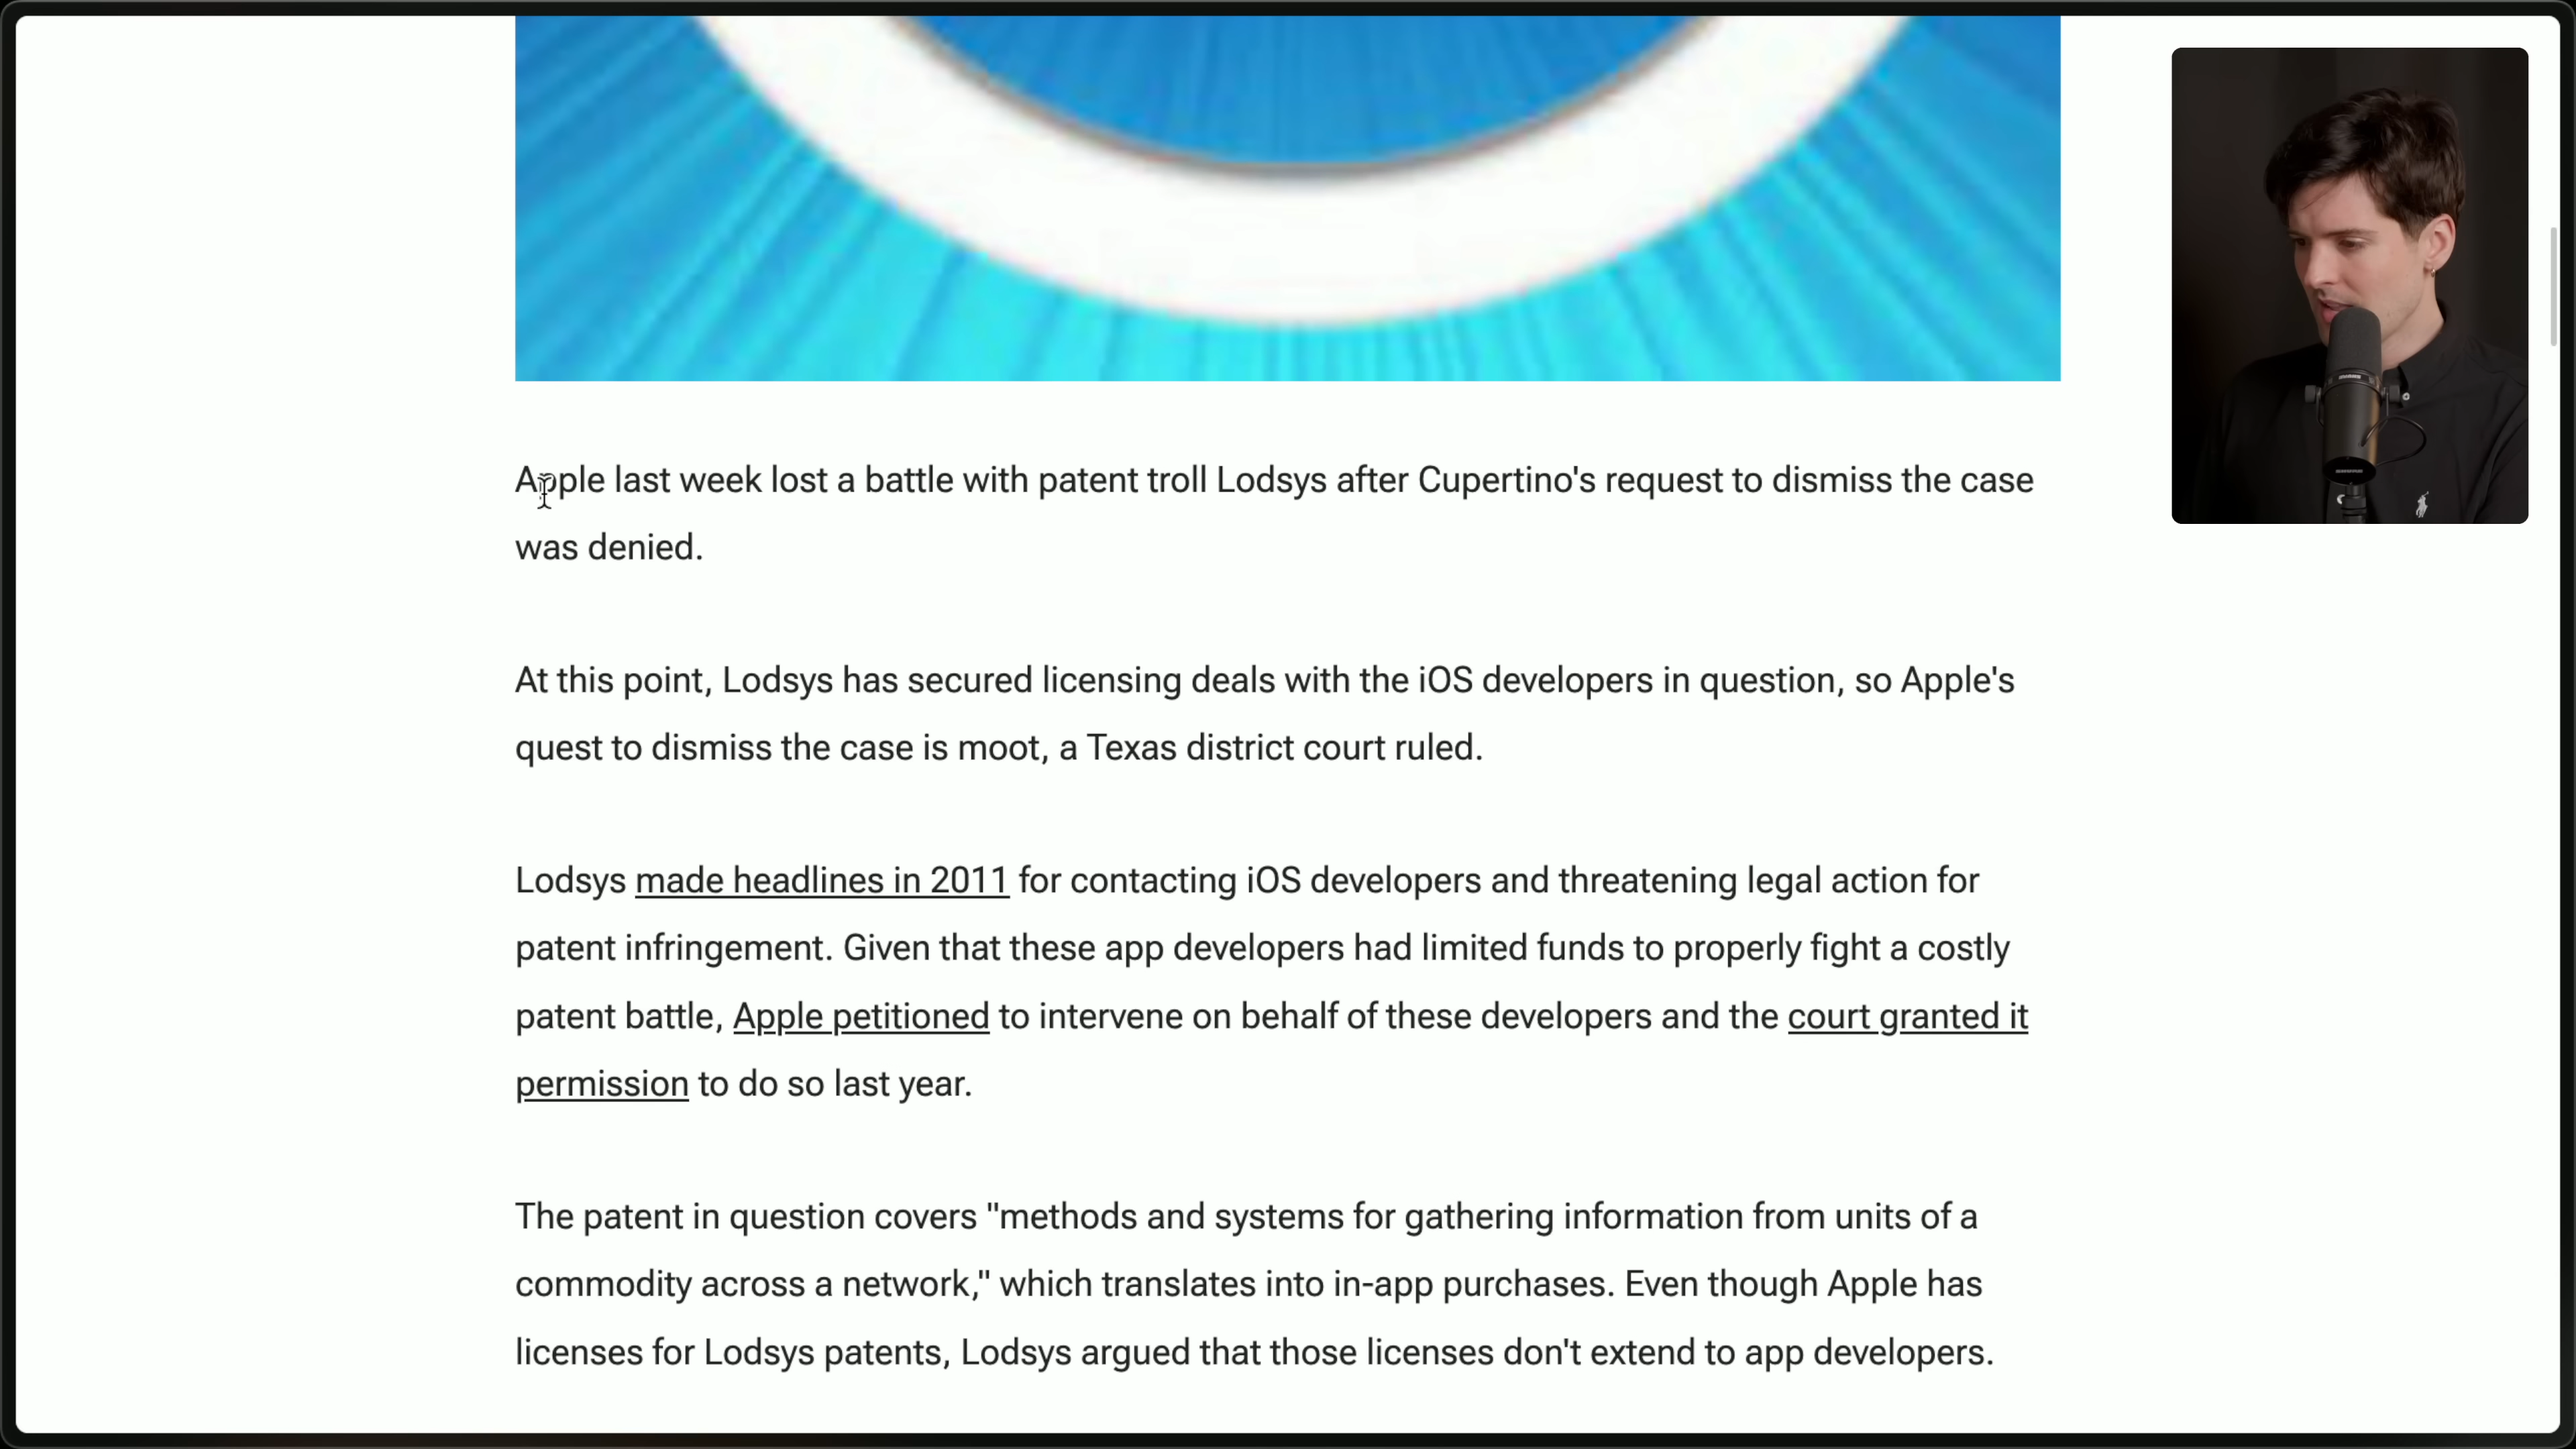 Apple last week lost a battle with patent troll Lodsys after Cupertino's request to dismiss the case
was denied.
At this point, Lodsys has secured licensing deals with the iOS developers in question, so Apple's
quest to dismiss the case is moot, a Texas district court ruled.
Lodsys made headlines in 2011 for contacting iOS developers and threatening legal action for
patent infringement. Given that these app developers had limited funds to properly fight a costly
patent battle, Apple petitioned to intervene on behalf of these developers and the court granted it
permission to do so last year.
The patent in question covers "methods and systems for gathering information from units of a
commodity across a network," which translates into in-app purchases. Even though Apple has
licenses for Lodsys patents, Lodsys argued that those licenses don't extend to app developers.